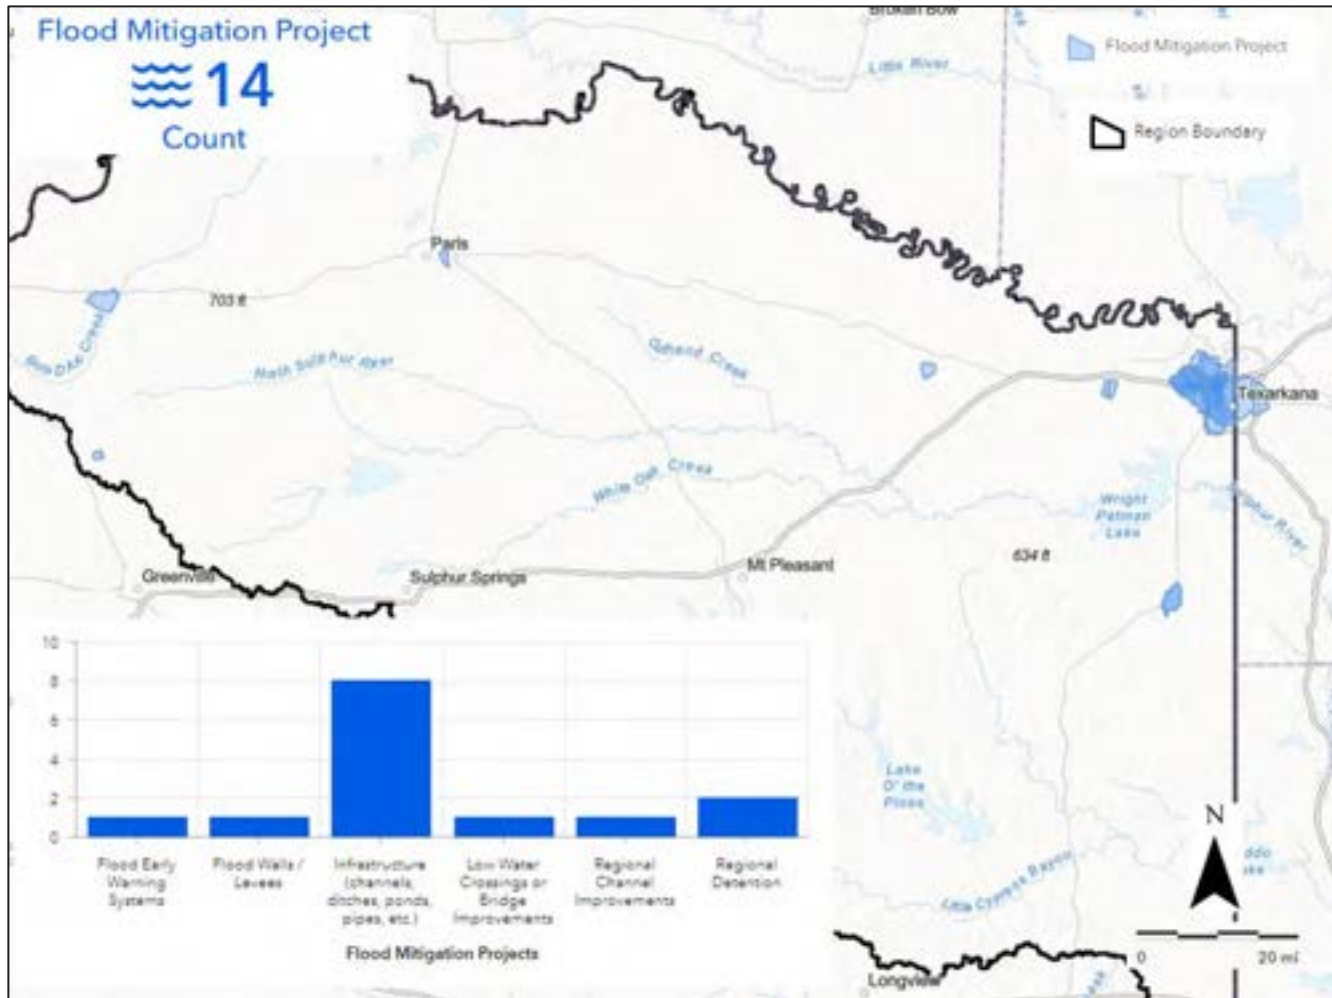 Flood Mitigation Project
14
Count
Broken Bow
Little River
Flood Mitigation Project
Region Boundary
Paris
703 ft
North Sulphur River
Cuthand Creek
Texarkana
White Oak Creek
Wright
Patman
Lake
Sulphur River
634 ft
Greenville
Sulphur Springs
Mt Pleasant
10
8
6
4
2
0
Flood Early
Warning
Systems
Flood Walls /
Levees
Infrastructure
(channels,
ditches, ponds,
pipes, etc.)
Low Water
Crossings or
Bridge
Improvements
Regional
Channel
Improvements
Regional
Detention
Flood Mitigation Projects
Lake
O' the
Pines
Little Cypress Bayou
Longview
N
0
20 mi